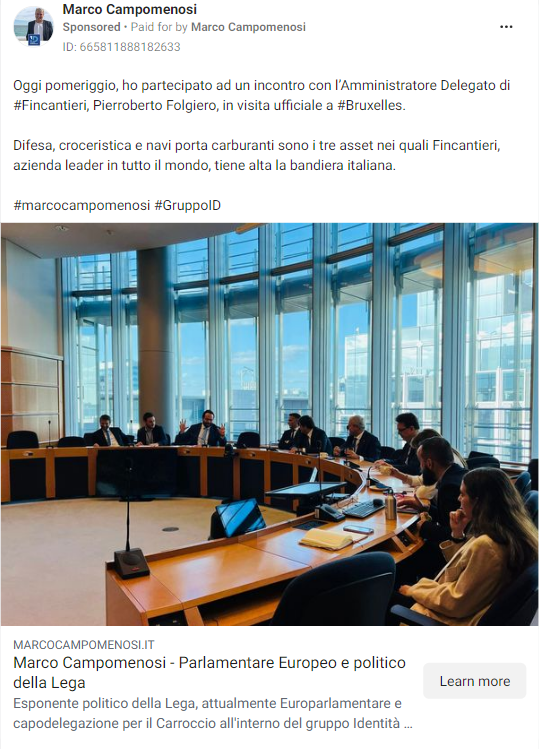 Marco Campomenosi
Sponsored • Paid for by Marco Campomenosi
ID: 665811888182633
Oggi pomeriggio, ho partecipato ad un incontro con l’Amministratore Delegato di
#Fincantieri, Pierroberto Folgiero, in visita ufficiale a #Bruxelles.
Difesa, croceristica e navi porta carburanti sono i tre asset nei quali Fincantieri,
azienda leader in tutto il mondo, tiene alta la bandiera italiana.
#marcocampomenosi #GruppoID
MARCOCAMPOMENOSI.IT
Marco Campomenosi - Parlamentare Europeo e politico
della Lega
Esponente politico della Lega, attualmente Europarlamentare e
capodelegazione per il Carroccio all'interno del gruppo Identità ...
Learn more